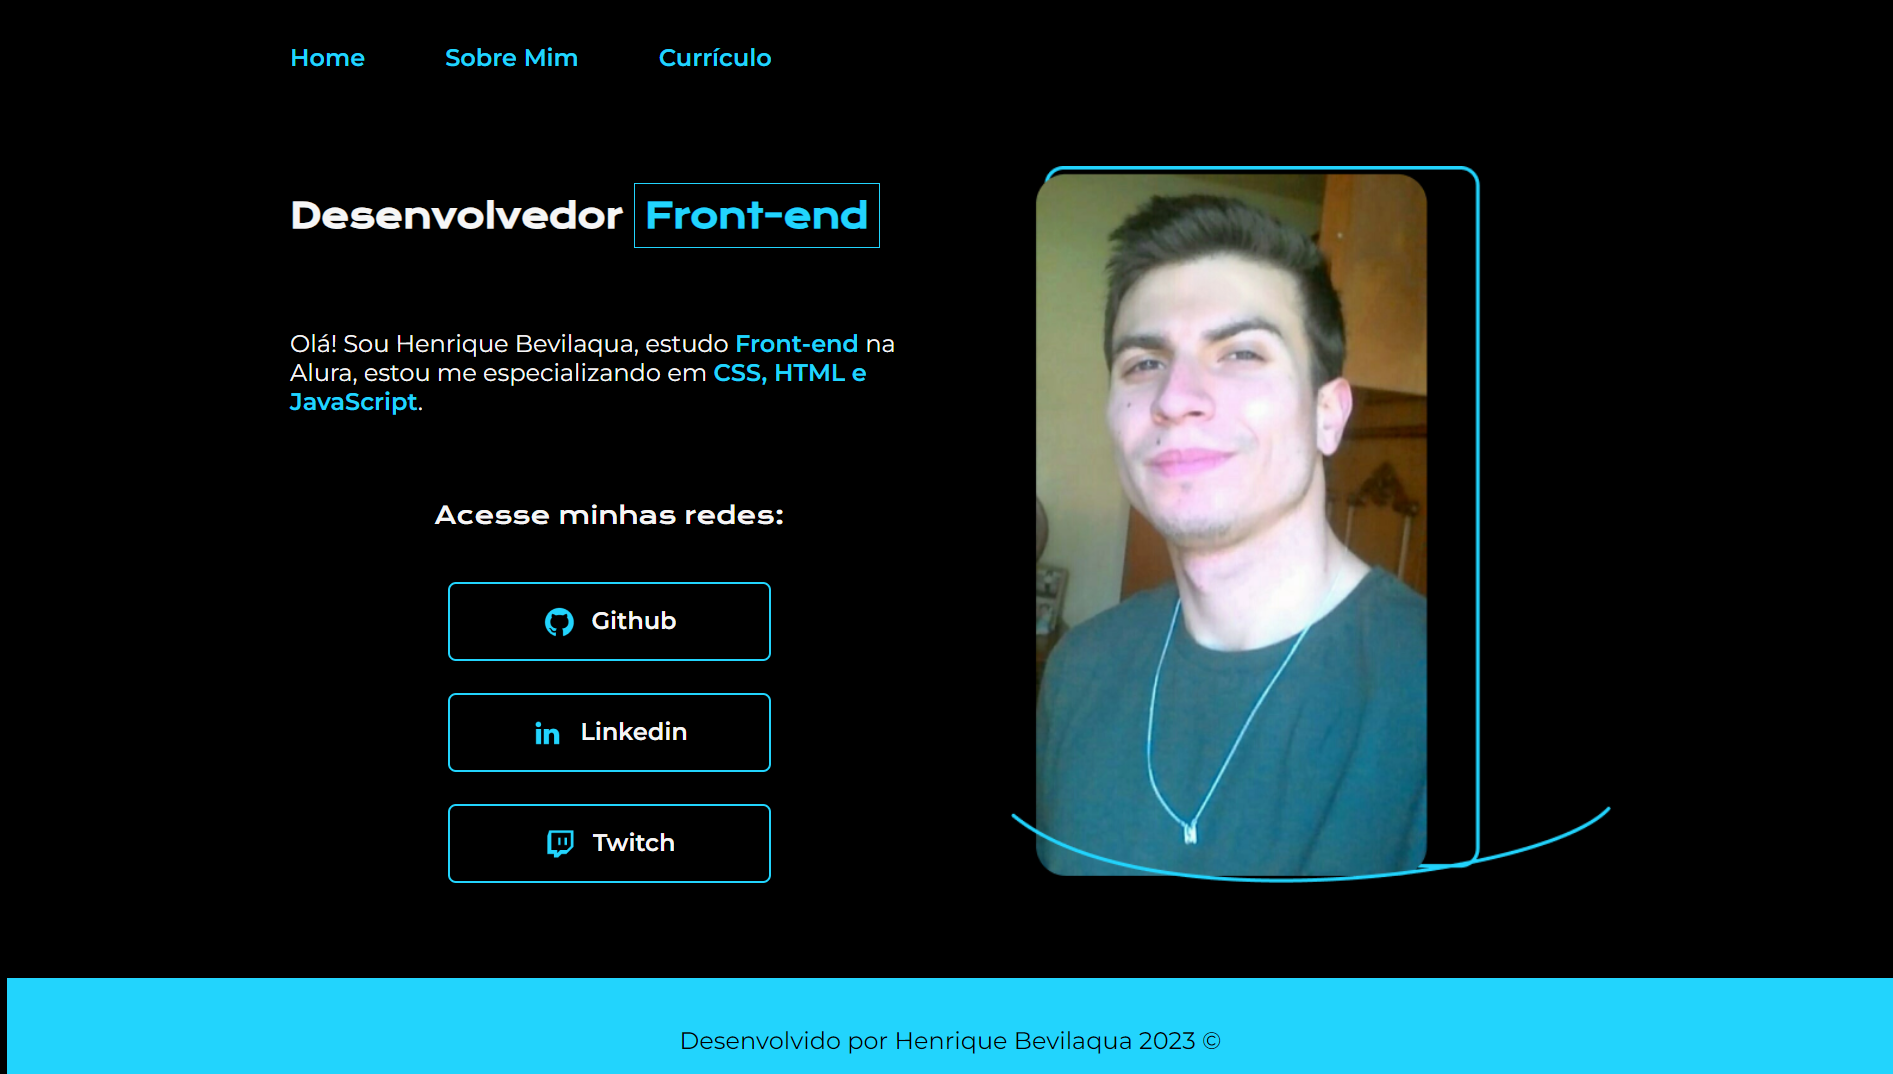 Home Sobre Mim Currículo
Desenvolvedor Front-end
Olá! Sou Henrique Bevilaqua, estudo Front-end na
Alura, estou me especializando em CSS, HTML e
JavaScript.
Acesse minhas redes:
Github
Linkedin
Twitch
Desenvolvido por Henrique Bevilaqua 2023 ©